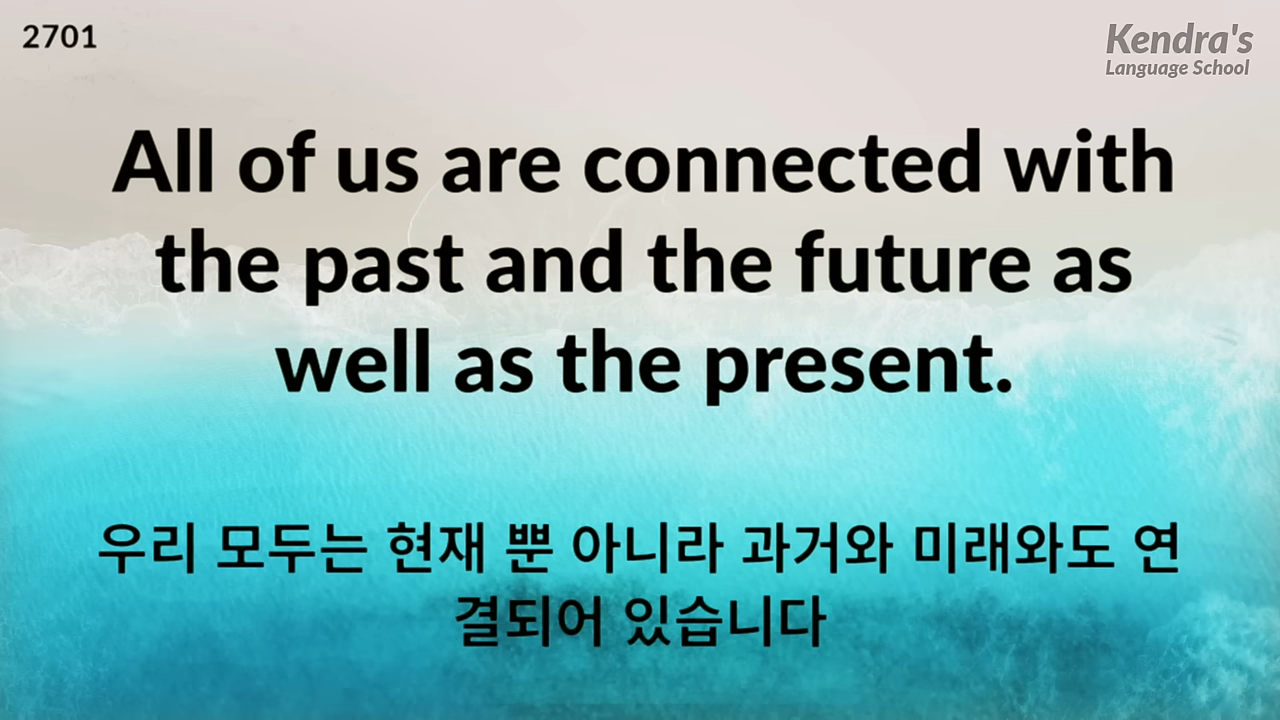 2701
Kendra's
Language School
All of us are connected with
the past and the future as
well as the present.
우리 모두는 현재 뿐 아니라 과거와 미래와도 연
결되어 있습니다